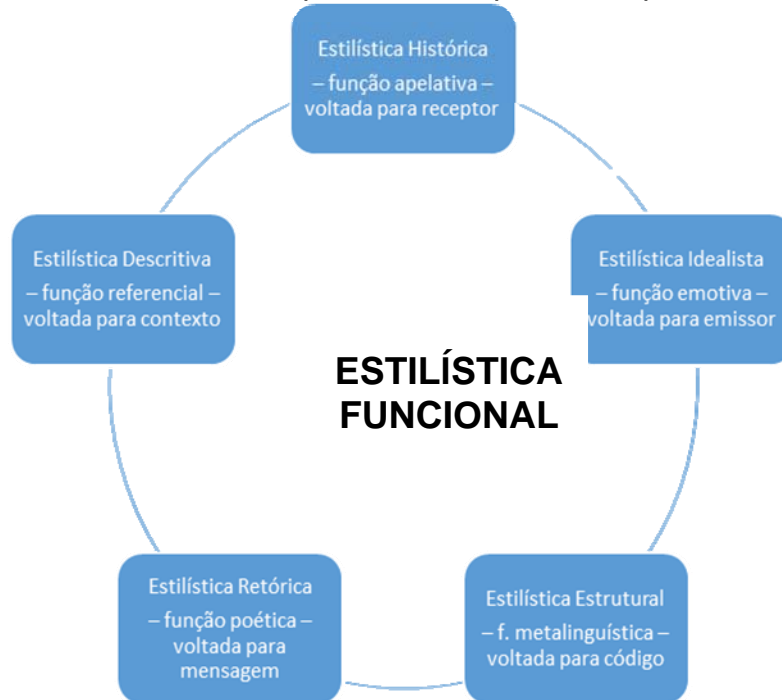 Estilística Histórica
– função apelativa –
voltada para receptor
Estilística Descritiva
– função referencial –
voltada para contexto
Estilística Idealista
– função emotiva –
voltada para emissor
ESTILÍSTICA
FUNCIONAL
Estilística Retórica
– função poética –
voltada para
mensagem
Estilística Estrutural
– f. metalinguística –
voltada para código